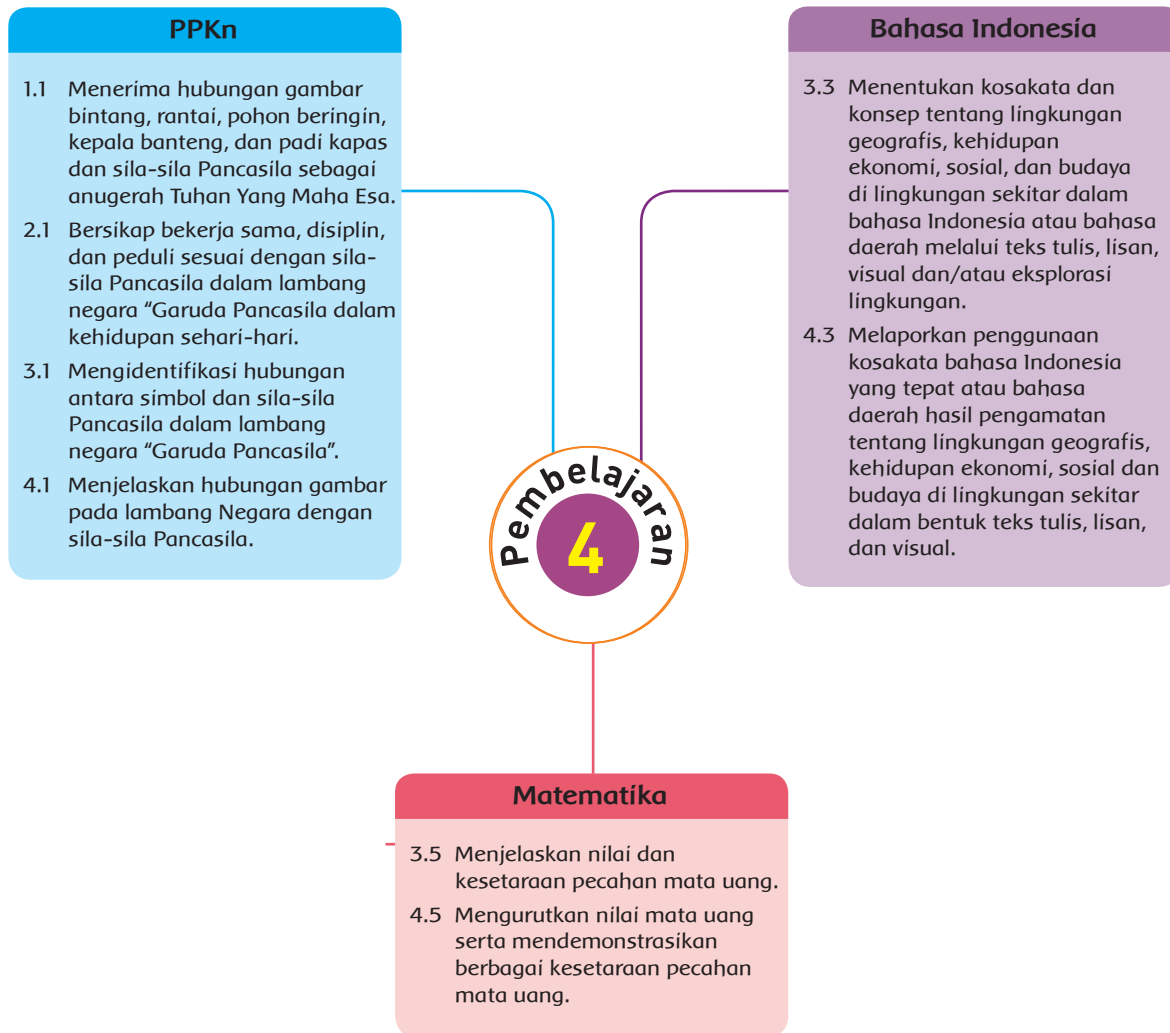 PPKn
1.1 Menerima hubungan gambar
bintang, rantai, pohon beringin,
kepala banteng, dan padi kapas
dan sila-sila Pancasila sebagai
anugerah Tuhan Yang Maha Esa.
2.1 Bersikap bekerja sama, disiplin,
dan peduli sesuai dengan sila-
sila Pancasila dalam lambang
negara “Garuda Pancasila dalam
kehidupan sehari-hari.
3.1 Mengidentifikasi hubungan
antara simbol dan sila-sila
Pancasila dalam lambang
negara “Garuda Pancasila”.
4.1 Menjelaskan hubungan gambar
pada lambang Negara dengan
sila-sila Pancasila.
Bahasa Indonesia
3.3 Menentukan kosakata dan
konsep tentang lingkungan
geografis, kehidupan
ekonomi, sosial, dan budaya
di lingkungan sekitar dalam
bahasa Indonesia atau bahasa
daerah melalui teks tulis, lisan,
visual dan/atau eksplorasi
lingkungan.
4.3 Melaporkan penggunaan
kosakata bahasa Indonesia
yang tepat atau bahasa
daerah hasil pengamatan
tentang lingkungan geografis,
kehidupan ekonomi, sosial dan
budaya di lingkungan sekitar
dalam bentuk teks tulis, lisan,
dan visual.
Pembelajaran
4
Matematika
3.5 Menjelaskan nilai dan
kesetaraan pecahan mata uang.
4.5 Mengurutkan nilai mata uang
serta mendemonstrasikan
berbagai kesetaraan pecahan
mata uang.